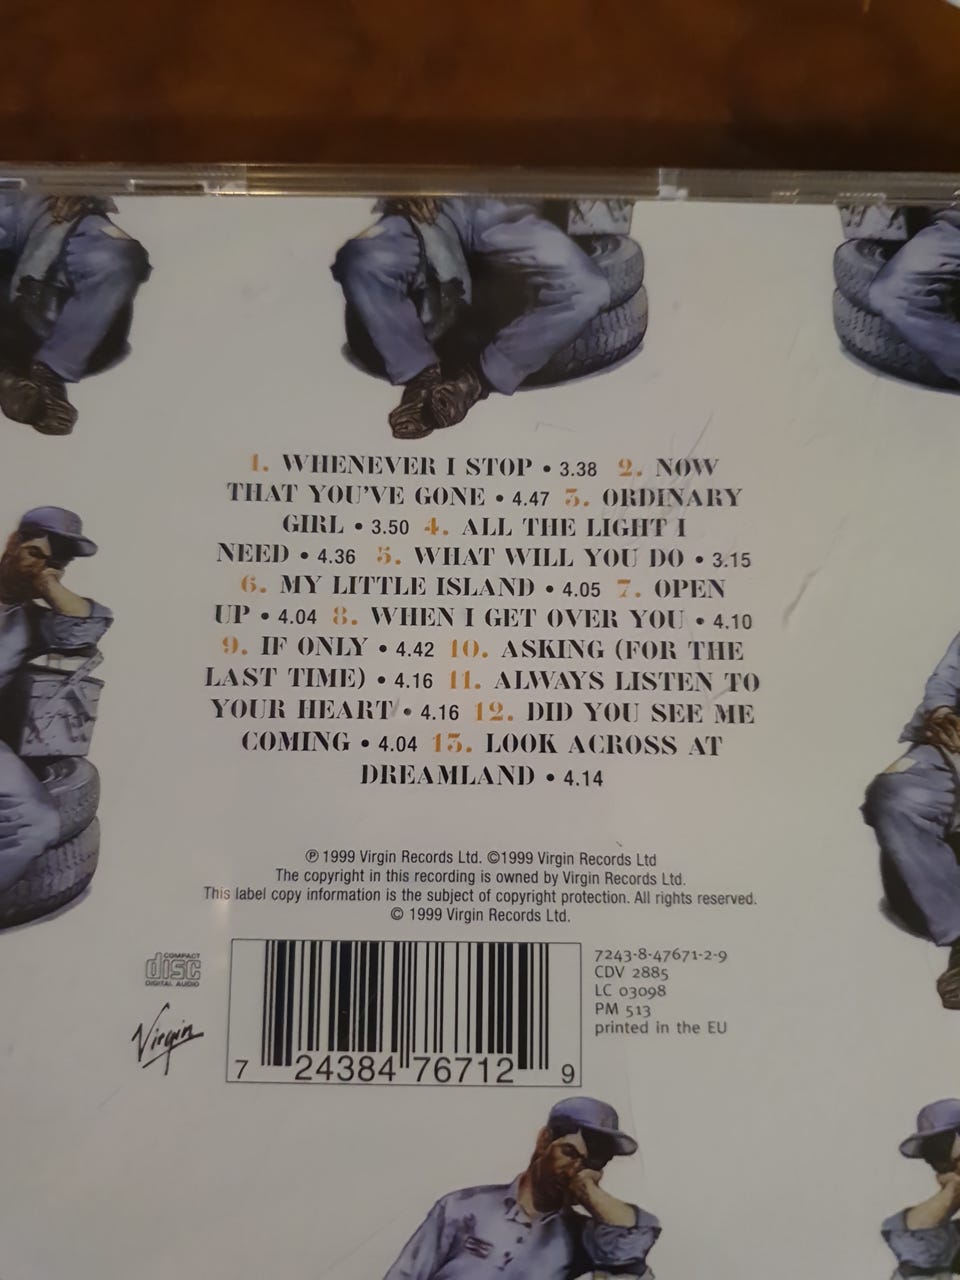 1. WHENEVER I STOP • 3.38 2. NOW
THAT YOU'VE GONE • 4.47 3. ORDINARY
GIRL • 3.50 4. ALL THE LIGHT I
NEED • 4.36 5. WHAT WILL YOU DO • 3.15
6. MY LITTLE ISLAND • 4.05 7. OPEN
UP • 4.04 8. WHEN I GET OVER YOU • 4.10
9. IF ONLY • 4.42 10. ASKING (FOR THE
LAST TIME) • 4.16 11. ALWAYS LISTEN TO
YOUR HEART • 4.16 12. DID YOU SEE ME
COMING • 4.04 13. LOOK ACROSS AT
DREAMLAND • 4.14
℗ 1999 Virgin Records Ltd. ©1999 Virgin Records Ltd
The copyright in this recording is owned by Virgin Records Ltd.
This label copy information is the subject of copyright protection. All rights reserved.
© 1999 Virgin Records Ltd.
COMPACT
disc
DIGITAL AUDIO
Virgin
7 24384 76712 9
7243-8-47671-2-9
CDV 2885
LC 03098
PM 513
printed in the EU